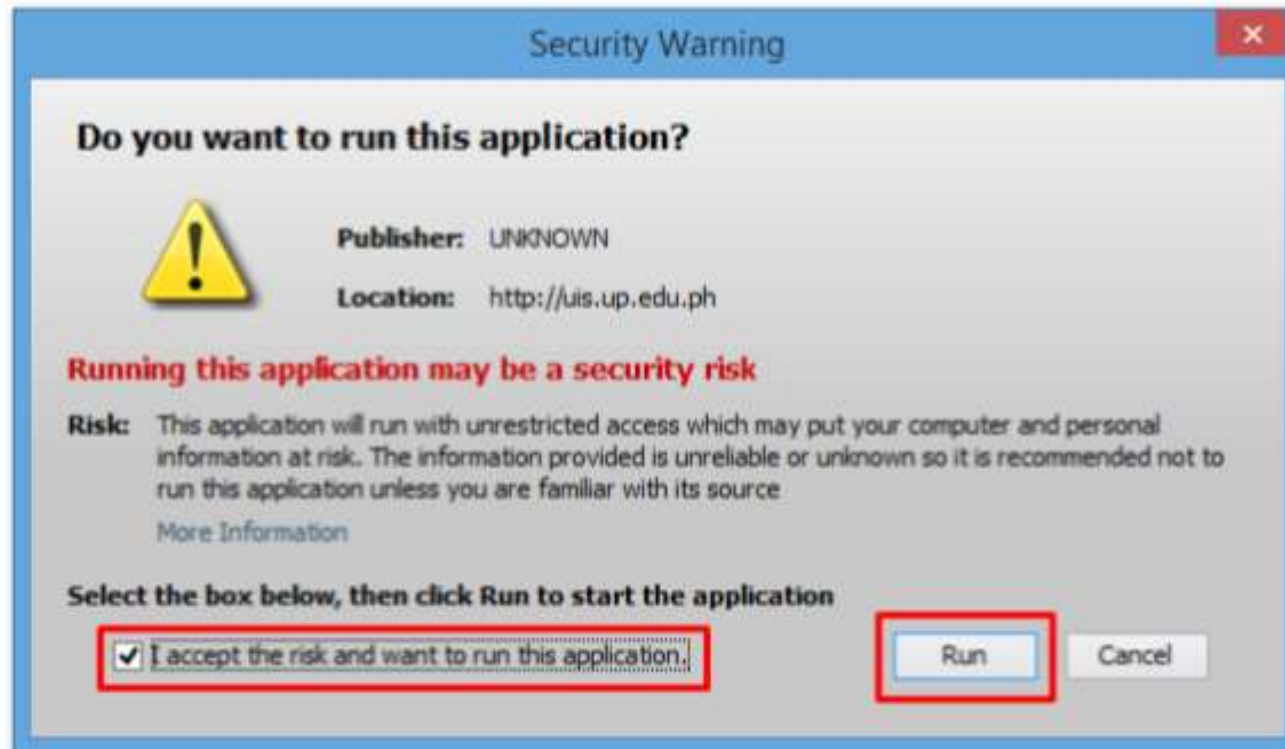 Security Warning
Do you want to run this application?
Publisher: UNKNOWN
Location: http://uis.up.edu.ph
Running this application may be a security risk
Risk: This application will run with unrestricted access which may put your computer and personal
information at risk. The information provided is unreliable or unknown so it is recommended not to
run this application unless you are familiar with its source
More Information
Select the box below, then click Run to start the application
I accept the risk and want to run this application.
Run
Cancel